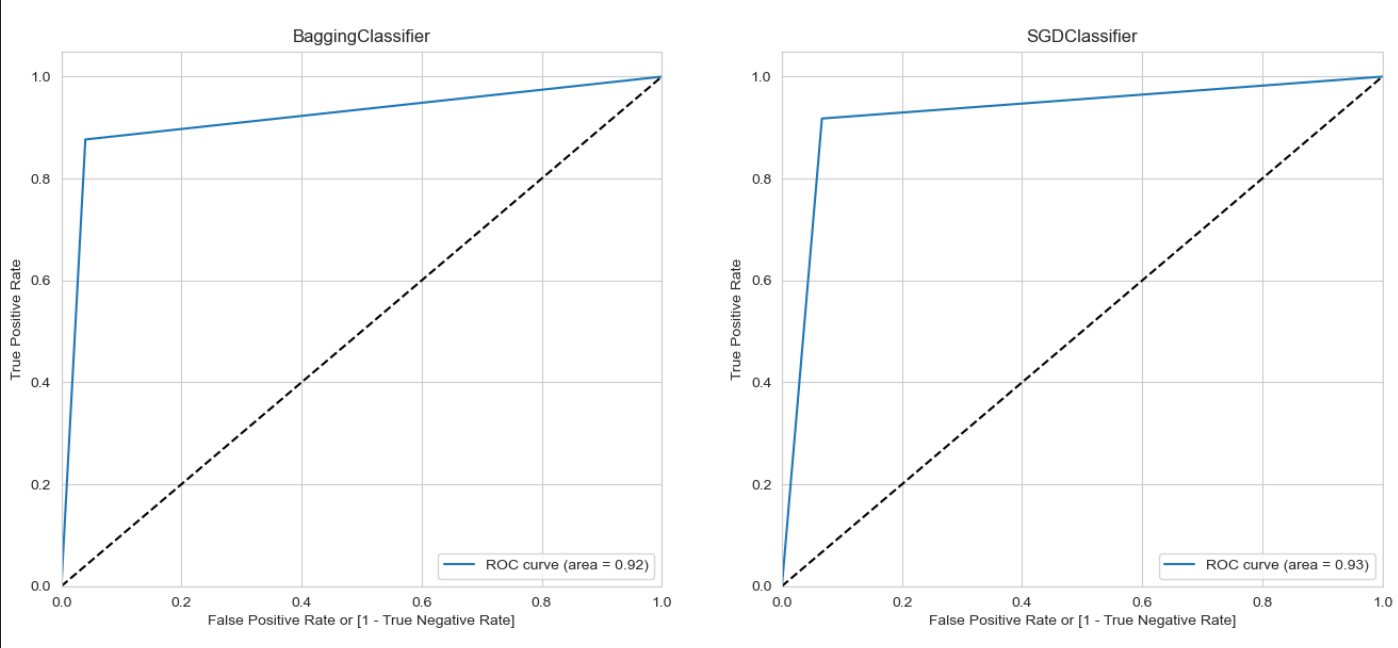 BaggingClassifier
True Positive Rate
1.0
0.8
0.6
0.4
0.2
0.0
0.0 0.2 0.4 0.6 0.8 1.0
False Positive Rate or [1 - True Negative Rate]
ROC curve (area = 0.92)
SGDClassifier
True Positive Rate
1.0
0.8
0.6
0.4
0.2
0.0
0.0 0.2 0.4 0.6 0.8 1.0
False Positive Rate or [1 - True Negative Rate]
ROC curve (area = 0.93)